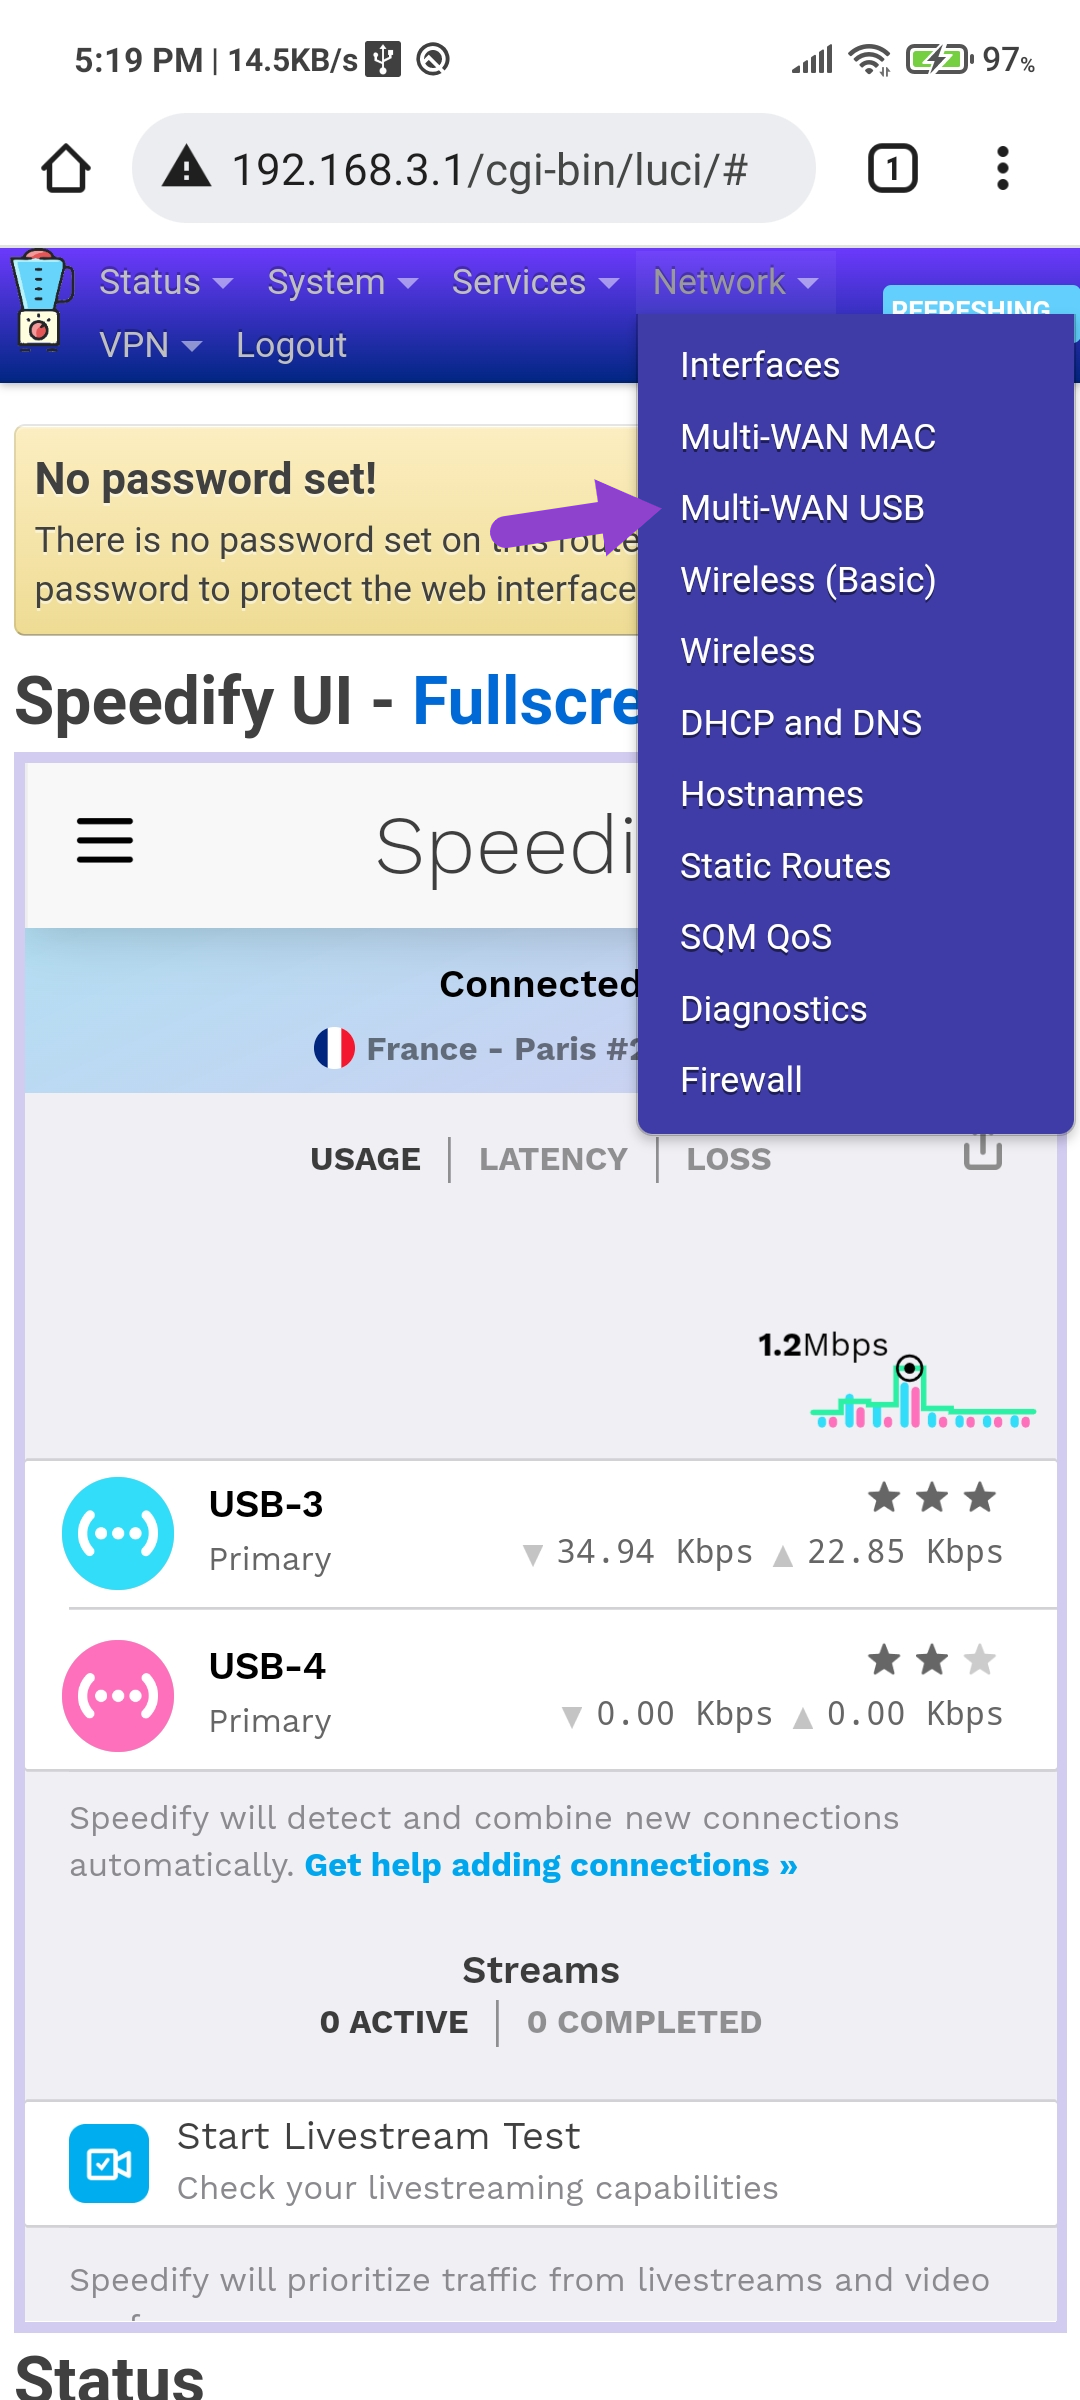 5:19 PM | 14.5KB/s 97%
192.168.3.1/cgi-bin/luci/# 1
Status System Services Network REFRESHING
VPN Logout
Interfaces
Multi-WAN MAC
Multi-WAN USB
Wireless (Basic)
Wireless
DHCP and DNS
Hostnames
Static Routes
SQM QoS
Diagnostics
Firewall
No password set!
There is no password set on this route
password to protect the web interface
Speedify UI - Fullscre
Speedi
Connected
France - Paris #2
USAGE | LATENCY | LOSS
1.2Mbps
USB-3
Primary 34.94 Kbps 22.85 Kbps
USB-4
Primary 0.00 Kbps 0.00 Kbps
Speedify will detect and combine new connections
automatically. Get help adding connections »
Streams
0 ACTIVE | 0 COMPLETED
Start Livestream Test
Check your livestreaming capabilities
Speedify will prioritize traffic from livestreams and video
Status